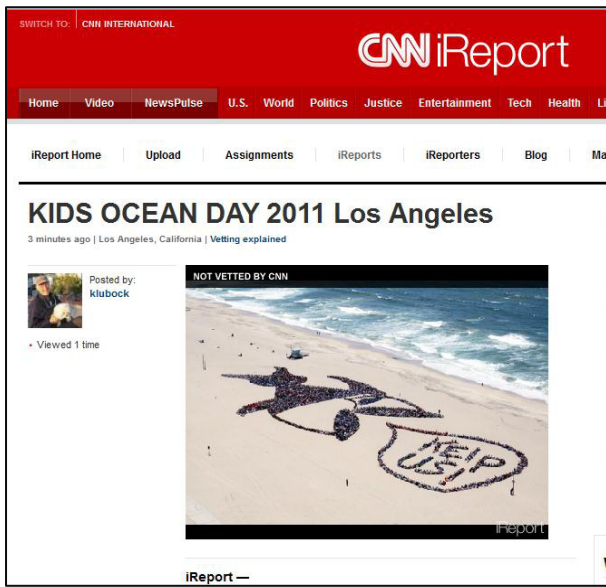 SWITCH TO: CNN INTERNATIONAL
CNN iReport
Home Video NewsPulse U.S. World Politics Justice Entertainment Tech Health
iReport Home Upload Assignments iReports iReporters Blog
KIDS OCEAN DAY 2011 Los Angeles
3 minutes ago | Los Angeles, California | Vetting explained
Posted by:
klubock
• Viewed 1 time
NOT VETTED BY CNN
HELP
US!
iReport
iReport —